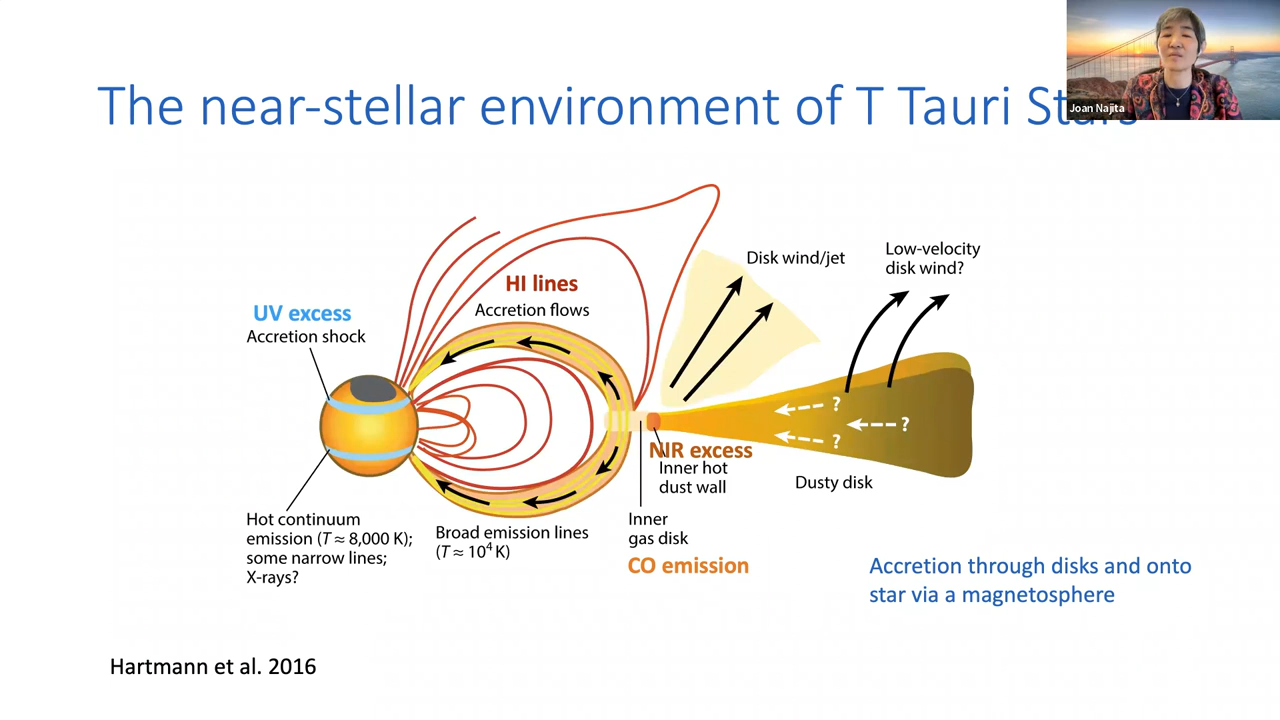 The near-stellar environment of T Tauri Stars
Joan Najita
Disk wind/jet
Low-velocity
disk wind?
HI lines
Accretion flows
UV excess
Accretion shock
?
?
?
NIR excess
Inner hot
dust wall
Dusty disk
Hot continuum
emission (T ≈ 8,000 K);
some narrow lines;
X-rays?
Broad emission lines
(T ≈ 10⁴ K)
Inner
gas disk
CO emission
Accretion through disks and onto
star via a magnetosphere
Hartmann et al. 2016